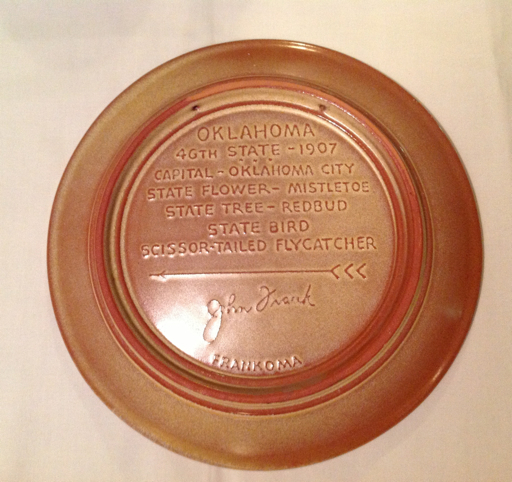 OKLAHOMA
46TH STATE - 1907
CAPITAL - OKLAHOMA CITY
STATE FLOWER - MISTLETOE
STATE TREE - REDBUD
STATE BIRD
SCISSOR-TAILED FLYCATCHER
John Frank
FRANKOMA